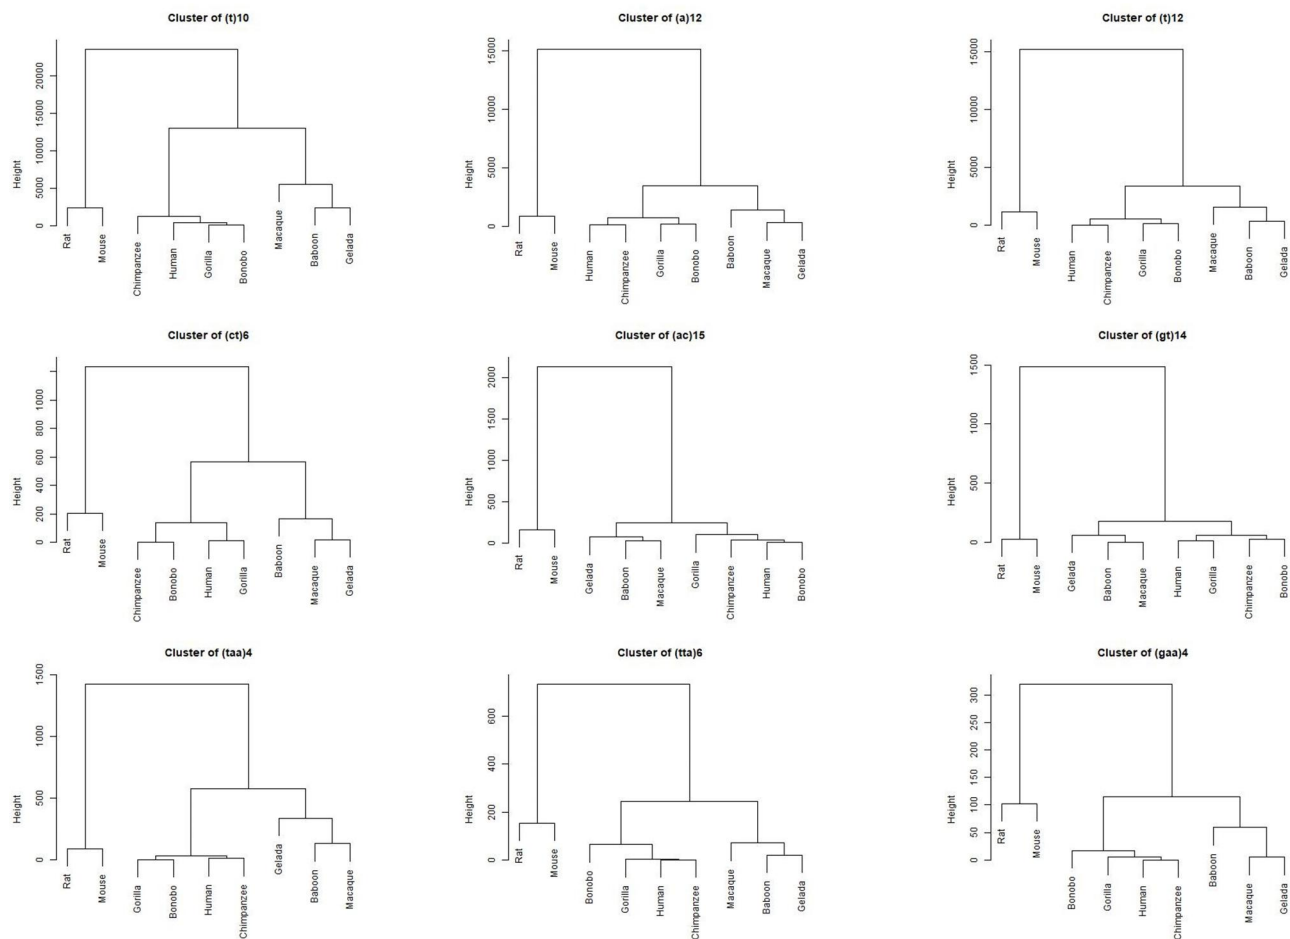 Cluster of (t)10
Height
0
5000
10000
15000
20000
Rat
Mouse
Chimpanzee
Human
Gorilla
Bonobo
Macaque
Baboon
Gelada
Cluster of (a)12
Height
0
5000
10000
15000
Rat
Mouse
Human
Chimpanzee
Gorilla
Bonobo
Baboon
Macaque
Gelada
Cluster of (t)12
Height
0
5000
10000
15000
Rat
Mouse
Human
Chimpanzee
Gorilla
Bonobo
Macaque
Baboon
Gelada
Cluster of (ct)6
Height
0
200
400
600
800
1000
Rat
Mouse
Chimpanzee
Bonobo
Human
Gorilla
Baboon
Macaque
Gelada
Cluster of (ac)15
Height
0
500
1000
1500
2000
Rat
Mouse
Gelada
Baboon
Macaque
Gorilla
Chimpanzee
Human
Bonobo
Cluster of (gt)14
Height
0
500
1000
1500
Rat
Mouse
Gelada
Baboon
Macaque
Human
Gorilla
Chimpanzee
Bonobo
Cluster of (taa)4
Height
0
500
1000
1500
Rat
Mouse
Gorilla
Bonobo
Human
Chimpanzee
Gelada
Baboon
Macaque
Cluster of (tta)6
Height
0
200
400
600
Rat
Mouse
Bonobo
Gorilla
Human
Chimpanzee
Macaque
Baboon
Gelada
Cluster of (gaa)4
Height
0
50
100
150
200
250
300
Rat
Mouse
Bonobo
Gorilla
Human
Chimpanzee
Baboon
Macaque
Gelada